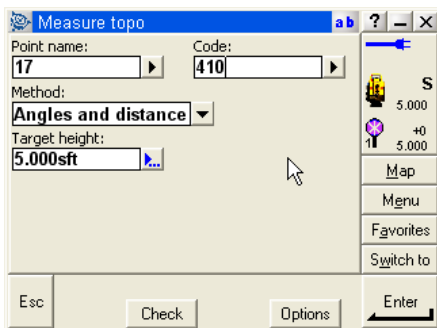 Measure topo
ab
? – X
Point name:
Code:
17
410
Method:
Angles and distance
Target height:
5.000sft
S
5.000
+0
1
5.000
Map
Menu
Favorites
Switch to
Esc
Check
Options
Enter